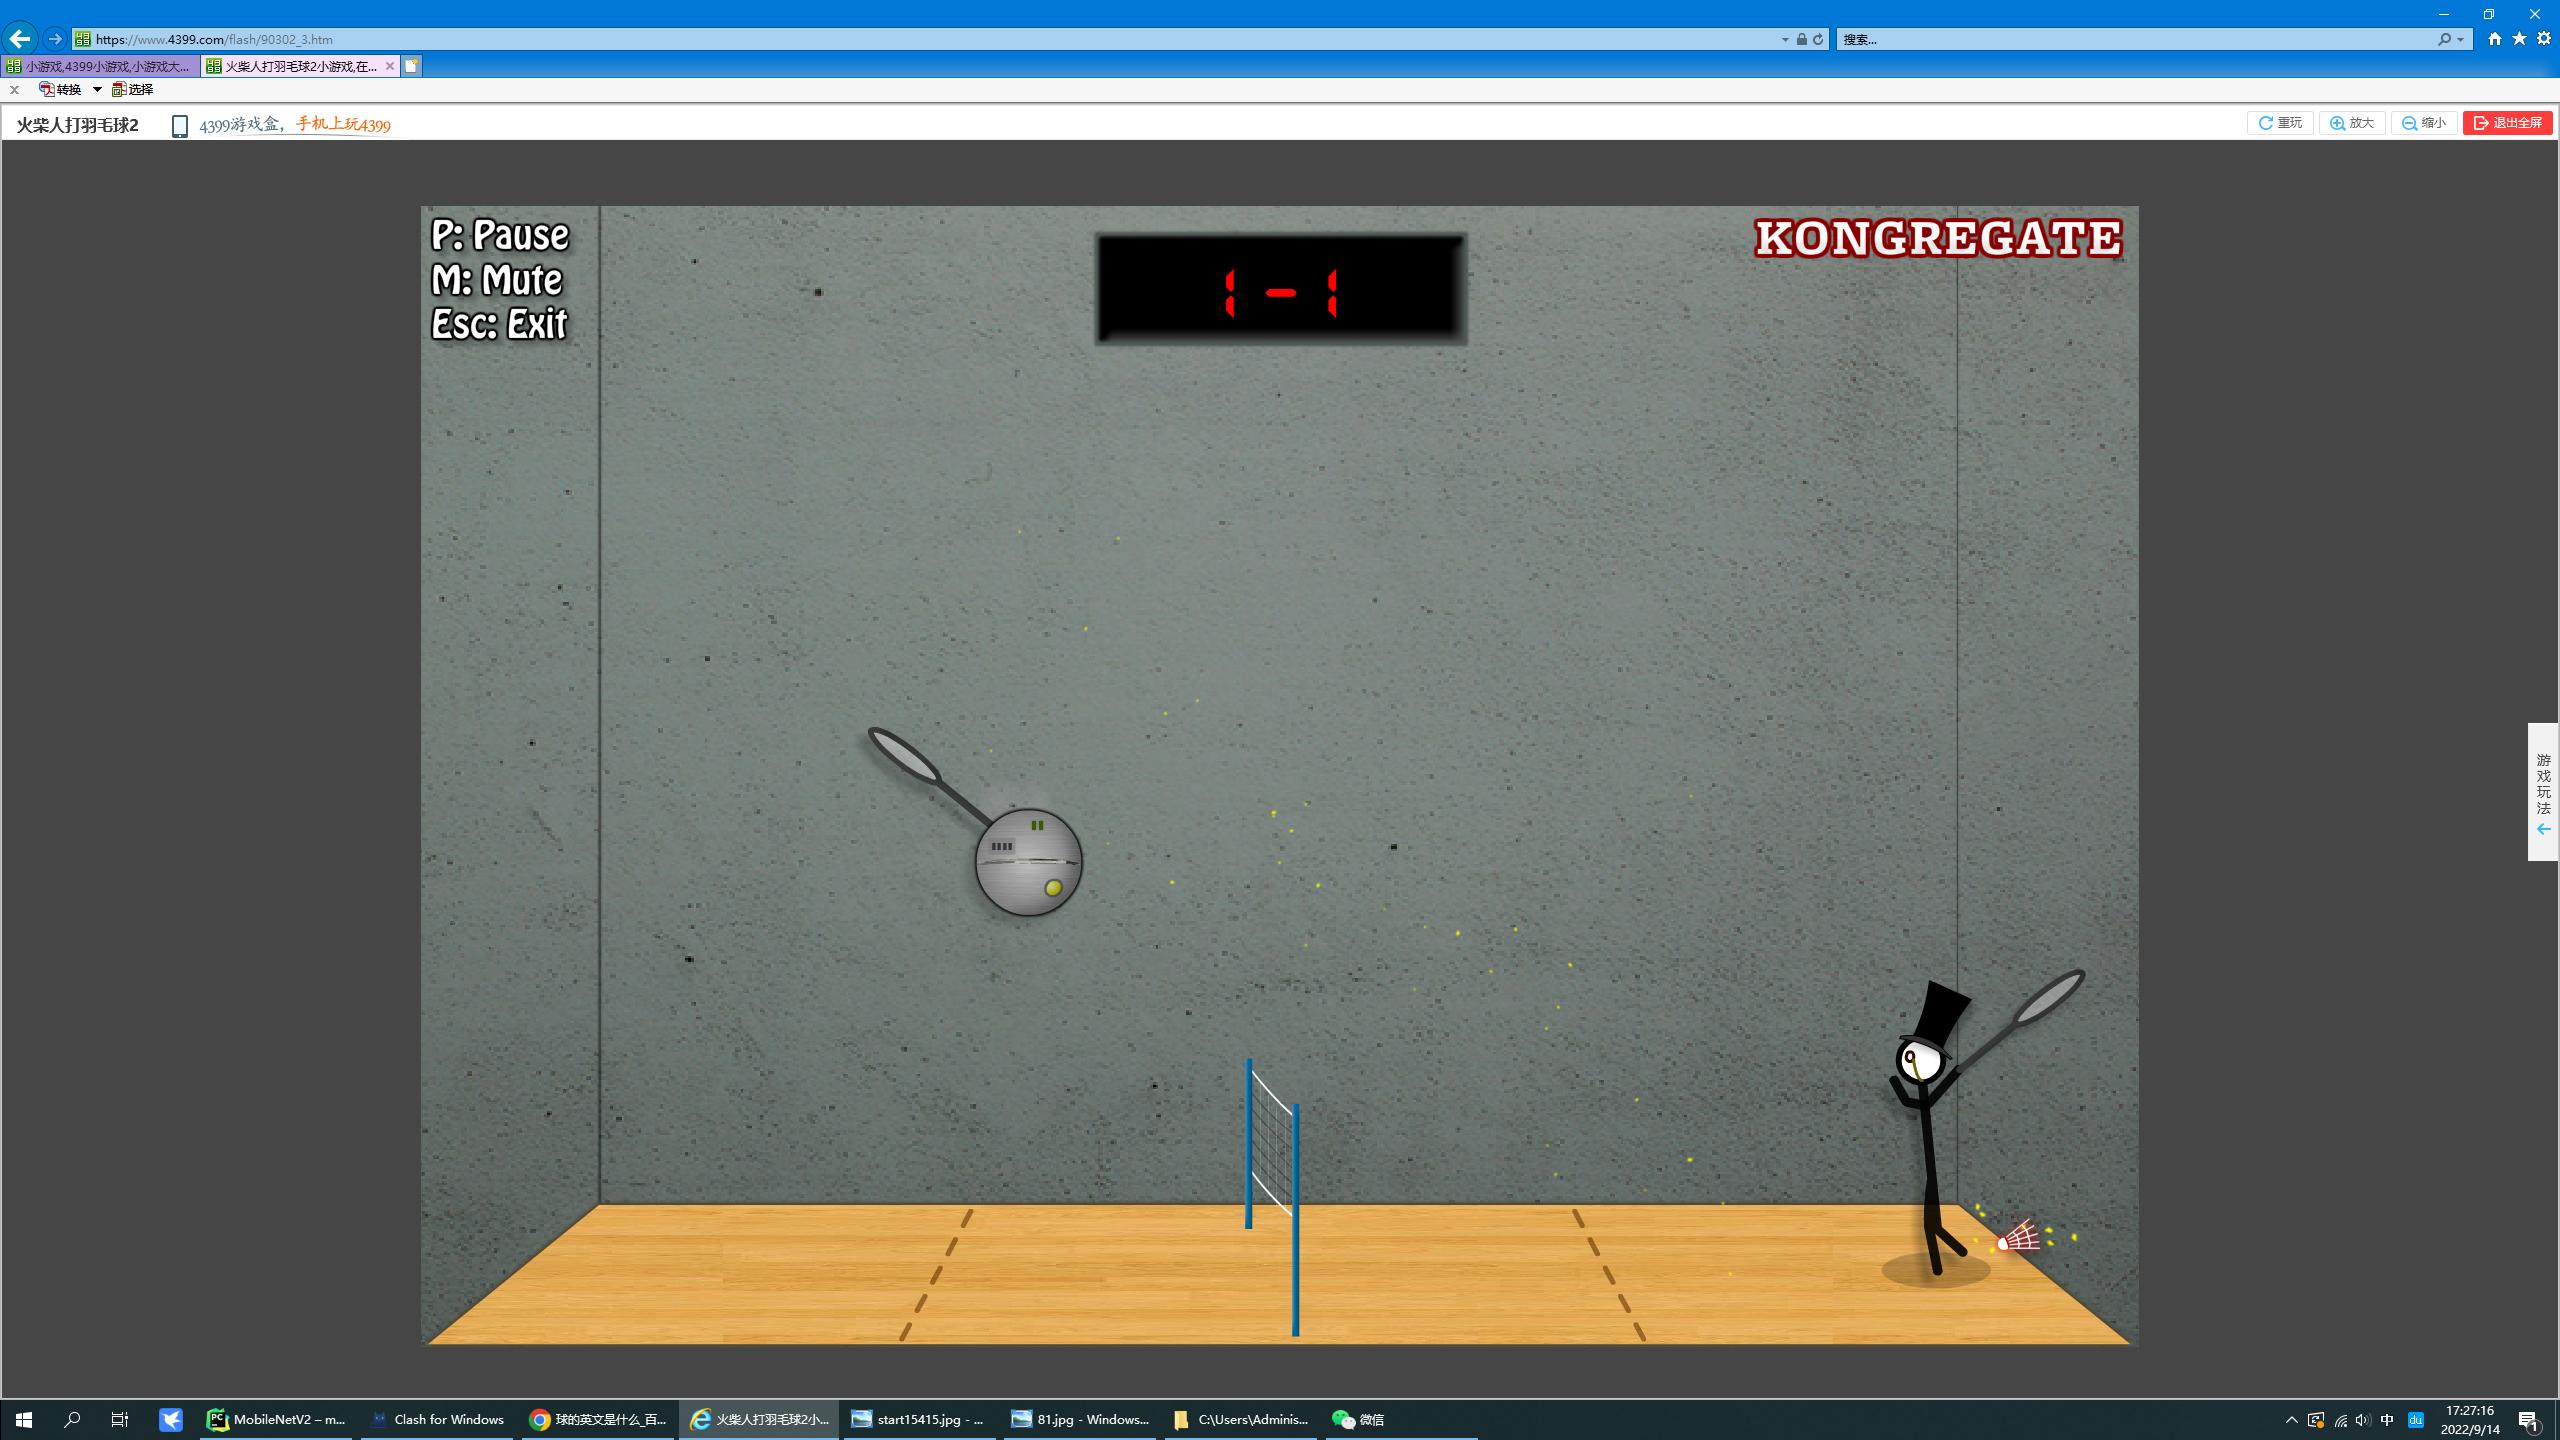 https://www.4399.com/flash/90302_3.htm
搜索...
小游戏,4399小游戏,小游戏大...
火柴人打羽毛球2小游戏,在...
转换
选择
火柴人打羽毛球2
4399游戏盒，手机上玩4399
重玩
放大
缩小
退出全屏
P: Pause
M: Mute
Esc: Exit
1 - 1
KONGREGATE
游戏玩法
MobileNetV2 – m...
Clash for Windows
球的英文是什么_百...
火柴人打羽毛球2小...
start15415.jpg - ...
81.jpg - Windows...
C:\Users\Adminis...
微信
中
du
17:27:16
2022/9/14
1